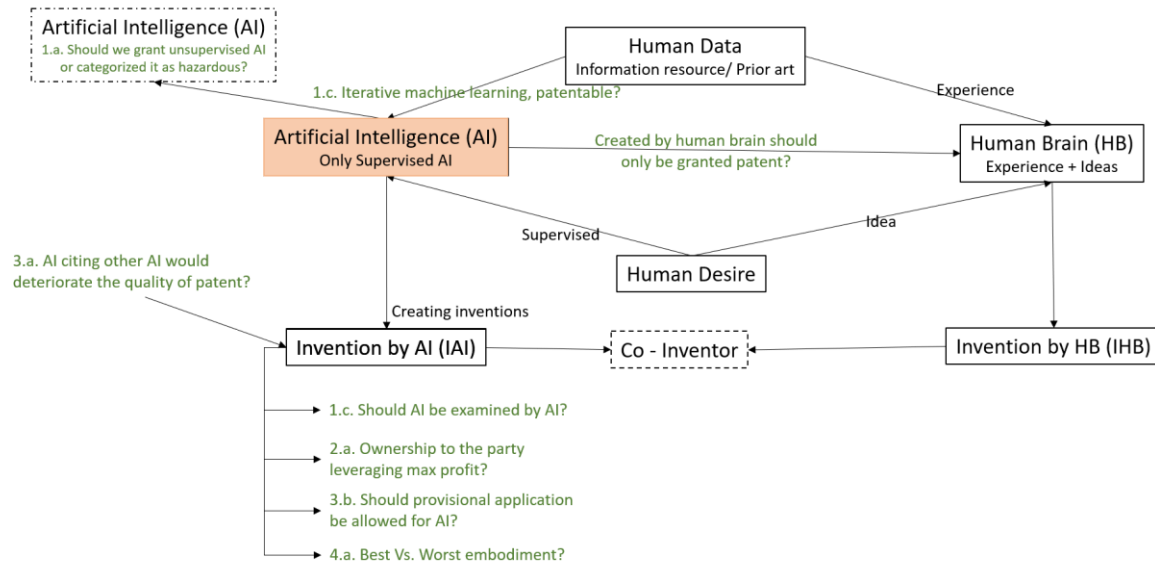 Artificial Intelligence (AI)
1.a. Should we grant unsupervised AI
or categorized it as hazardous?
Human Data
Information resource/ Prior art
1.c. Iterative machine learning, patentable?
Experience
Artificial Intelligence (AI)
Only Supervised AI
Created by human brain should
only be granted patent?
Human Brain (HB)
Experience + Ideas
Supervised
Idea
Human Desire
3.a. AI citing other AI would
deteriorate the quality of patent?
Creating inventions
Invention by AI (IAI)
Co - Inventor
Invention by HB (IHB)
1.c. Should AI be examined by AI?
2.a. Ownership to the party
leveraging max profit?
3.b. Should provisional application
be allowed for AI?
4.a. Best Vs. Worst embodiment?